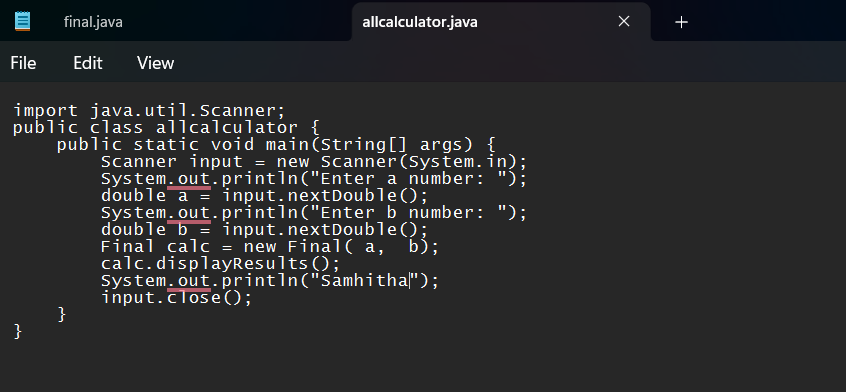 final.java
allcalculator.java
File Edit View
import java.util.Scanner;
public class allcalculator {
    public static void main(String[] args) {
        Scanner input = new Scanner(System.in);
        System.out.println("Enter a number: ");
        double a = input.nextDouble();
        System.out.println("Enter b number: ");
        double b = input.nextDouble();
        Final calc = new Final( a,  b);
        calc.displayResults();
        System.out.println("Samhitha");
        input.close();
    }
}